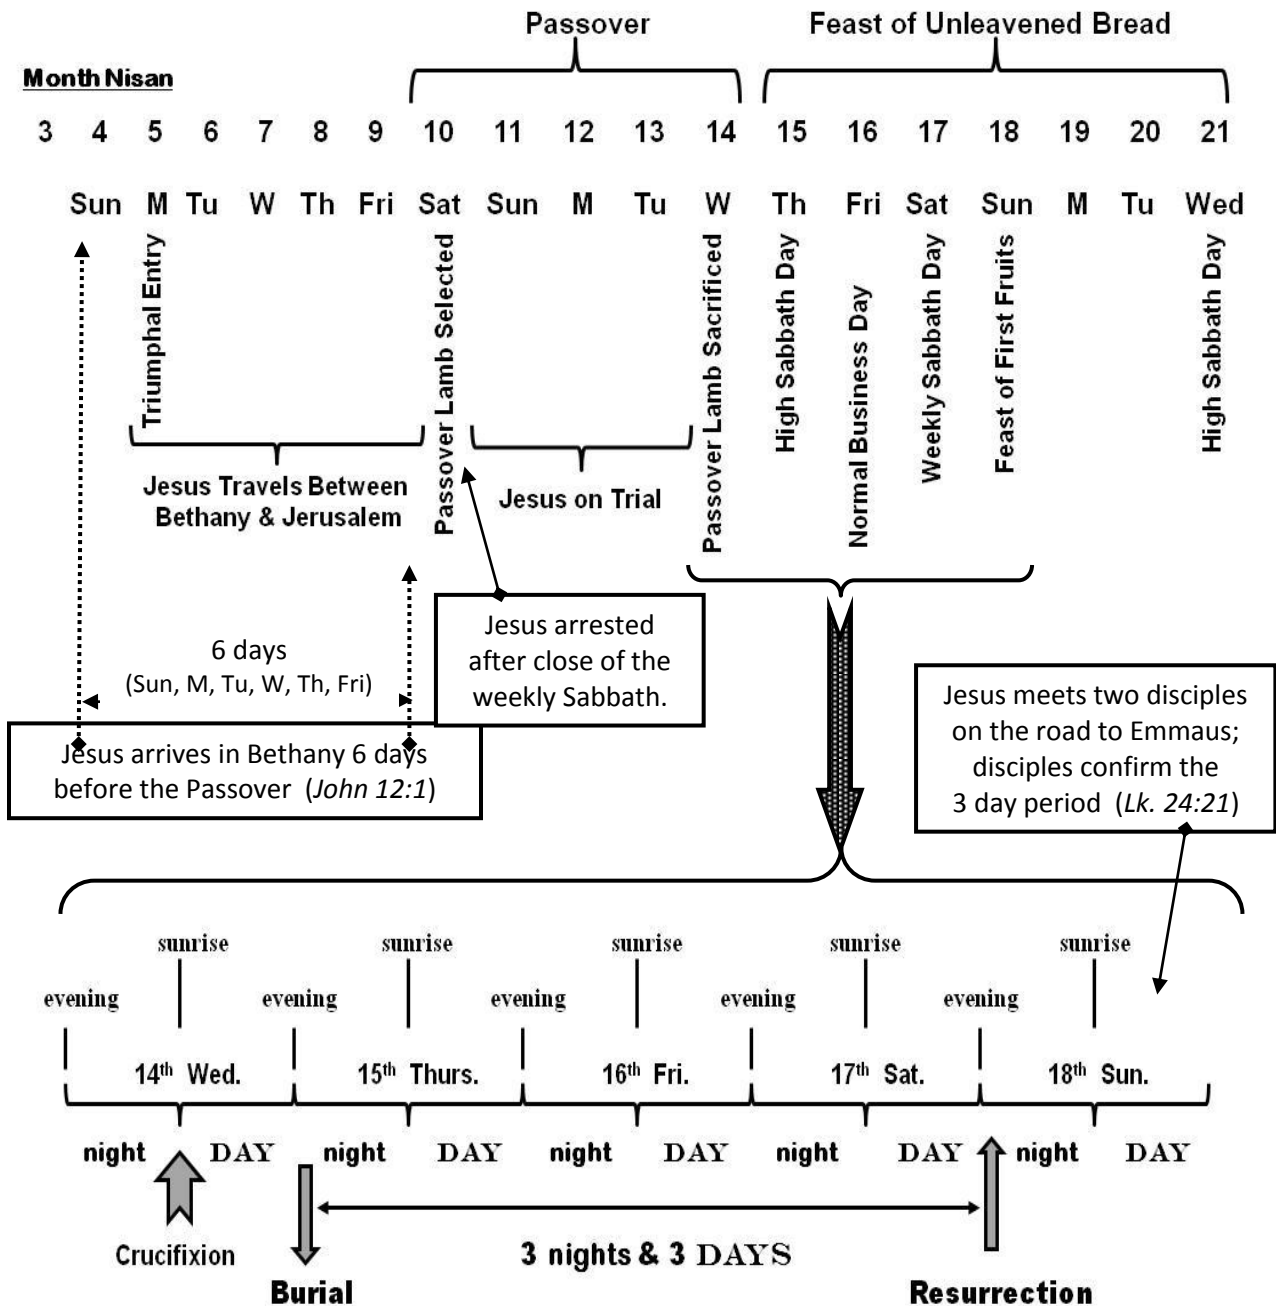 Passover
Feast of Unleavened Bread
Month Nisan
3 4 5 6 7 8 9 10 11 12 13 14 15 16 17 18 19 20 21
Sun M Tu W Th Fri Sat Sun M Tu W Th Fri Sat Sun M Tu Wed
Triumphal Entry
Passover Lamb Selected
Passover Lamb Sacrificed
High Sabbath Day
Normal Business Day
Weekly Sabbath Day
Feast of First Fruits
High Sabbath Day
Jesus Travels Between
Bethany & Jerusalem
Jesus on Trial
6 days
(Sun, M, Tu, W, Th, Fri)
Jesus arrested
after close of the
weekly Sabbath.
Jesus arrives in Bethany 6 days
before the Passover (John 12:1)
Jesus meets two disciples
on the road to Emmaus;
disciples confirm the
3 day period (Lk. 24:21)
sunrise sunrise sunrise sunrise sunrise
evening evening evening evening evening
14th Wed. 15th Thurs. 16th Fri. 17th Sat. 18th Sun.
night DAY night DAY night DAY night DAY night DAY
Crucifixion
3 nights & 3 DAYS
Burial
Resurrection